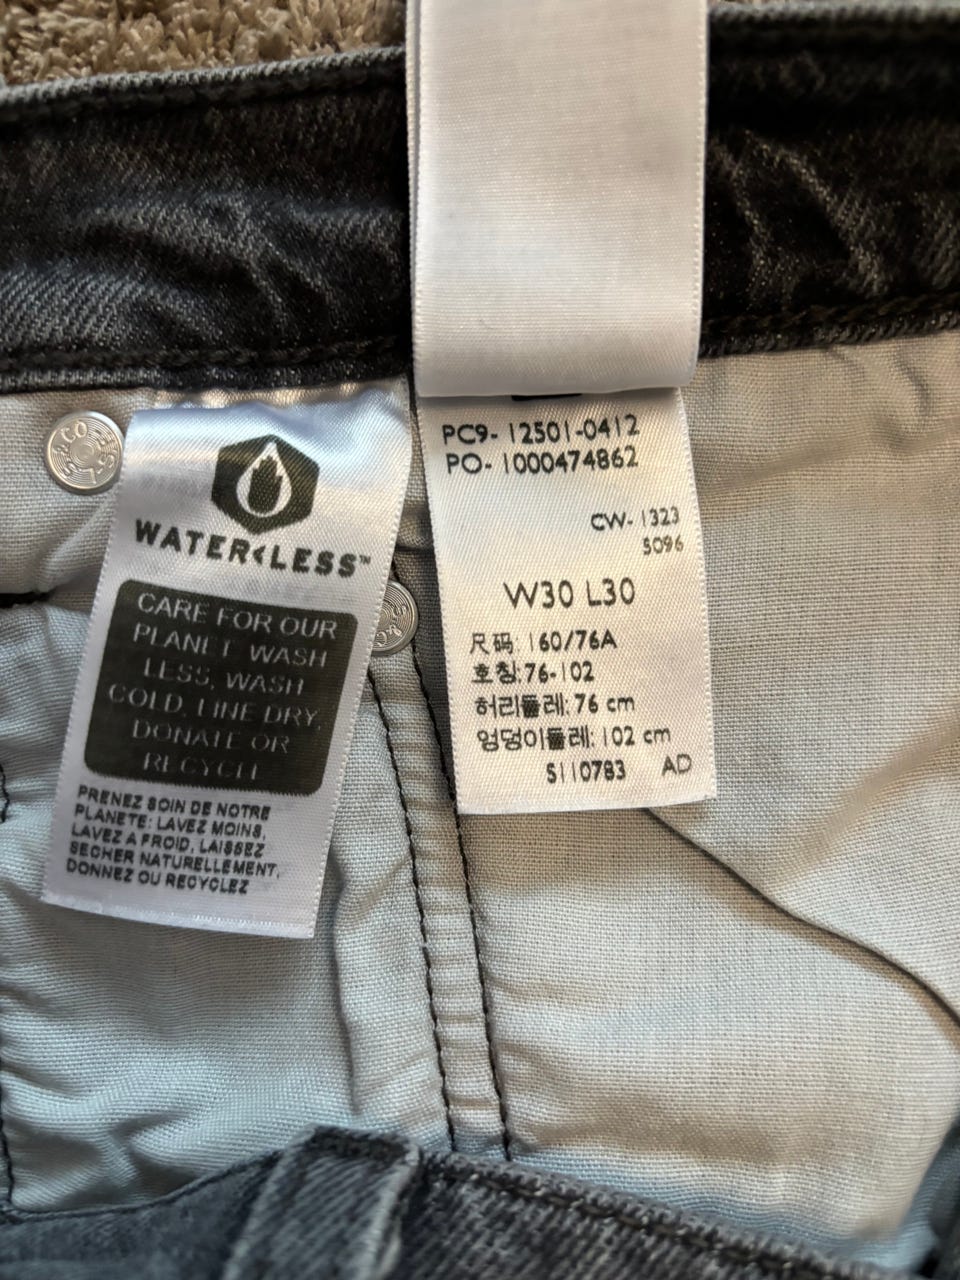 WATER<LESS™
CARE FOR OUR
PLANET. WASH
LESS, WASH
COLD, LINE DRY,
DONATE OR
RECYCLE
PRENEZ SOIN DE NOTRE
PLANETE: LAVEZ MOINS,
LAVEZ A FROID, LAISSEZ
SECHER NATURELLEMENT,
DONNEZ OU RECYCLEZ
PC9- 12501-0412
PO- 1000474862
CW- 1323
5096
W30 L30
尺码: 160/76A
호칭: 76-102
허리둘레: 76 cm
엉덩이둘레: 102 cm
S110783 AD